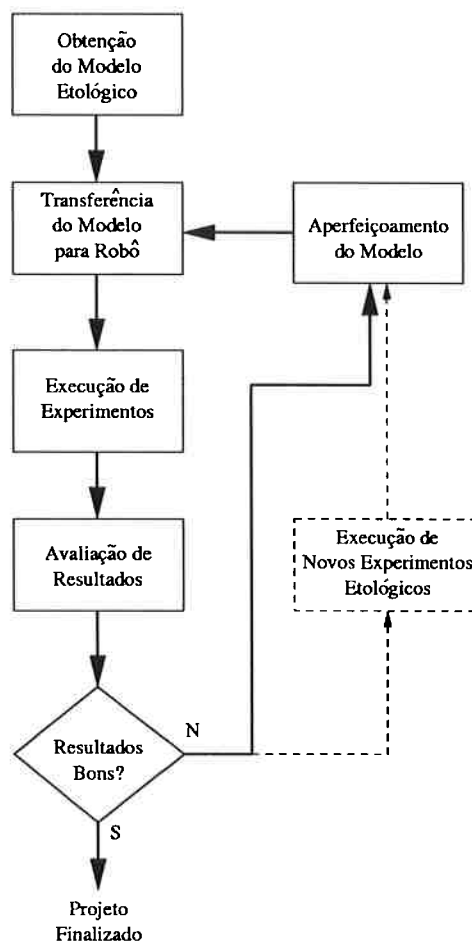 Obtenção
do Modelo
Etológico
Transferência
do Modelo
para Robô
Aperfeiçoamento
do Modelo
Execução de
Experimentos
Avaliação de
Resultados
Execução de
Novos Experimentos
Etológicos
Resultados
Bons?
N
S
Projeto
Finalizado